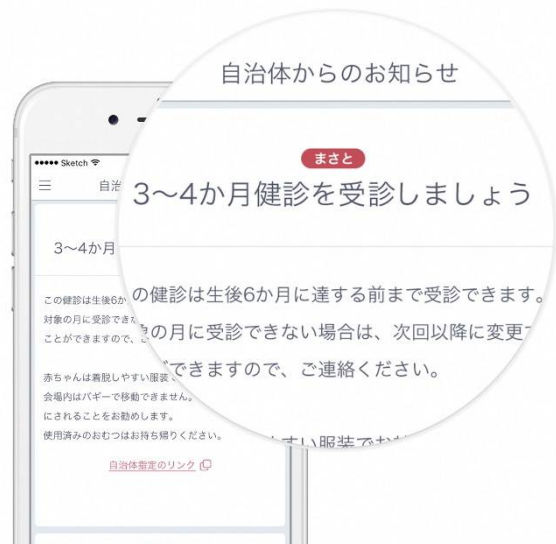 自治体からのお知らせ
まさと
3〜4か月健診を受診しましょう
の健診は生後6か月に達する前まで受診できます。
の月に受診できない場合は、次回以降に変更
できますので、ご連絡ください。
すい服装でお
Sketch
自治
3〜4か月
この健診は生後6か
対象の月に受診でき
ことができますので、
赤ちゃんは着脱しやすい服装
会場内はバギーで移動できません。
にされることをお勧めします。
使用済みのおむつはお持ち帰りください。
自治体指定のリンク